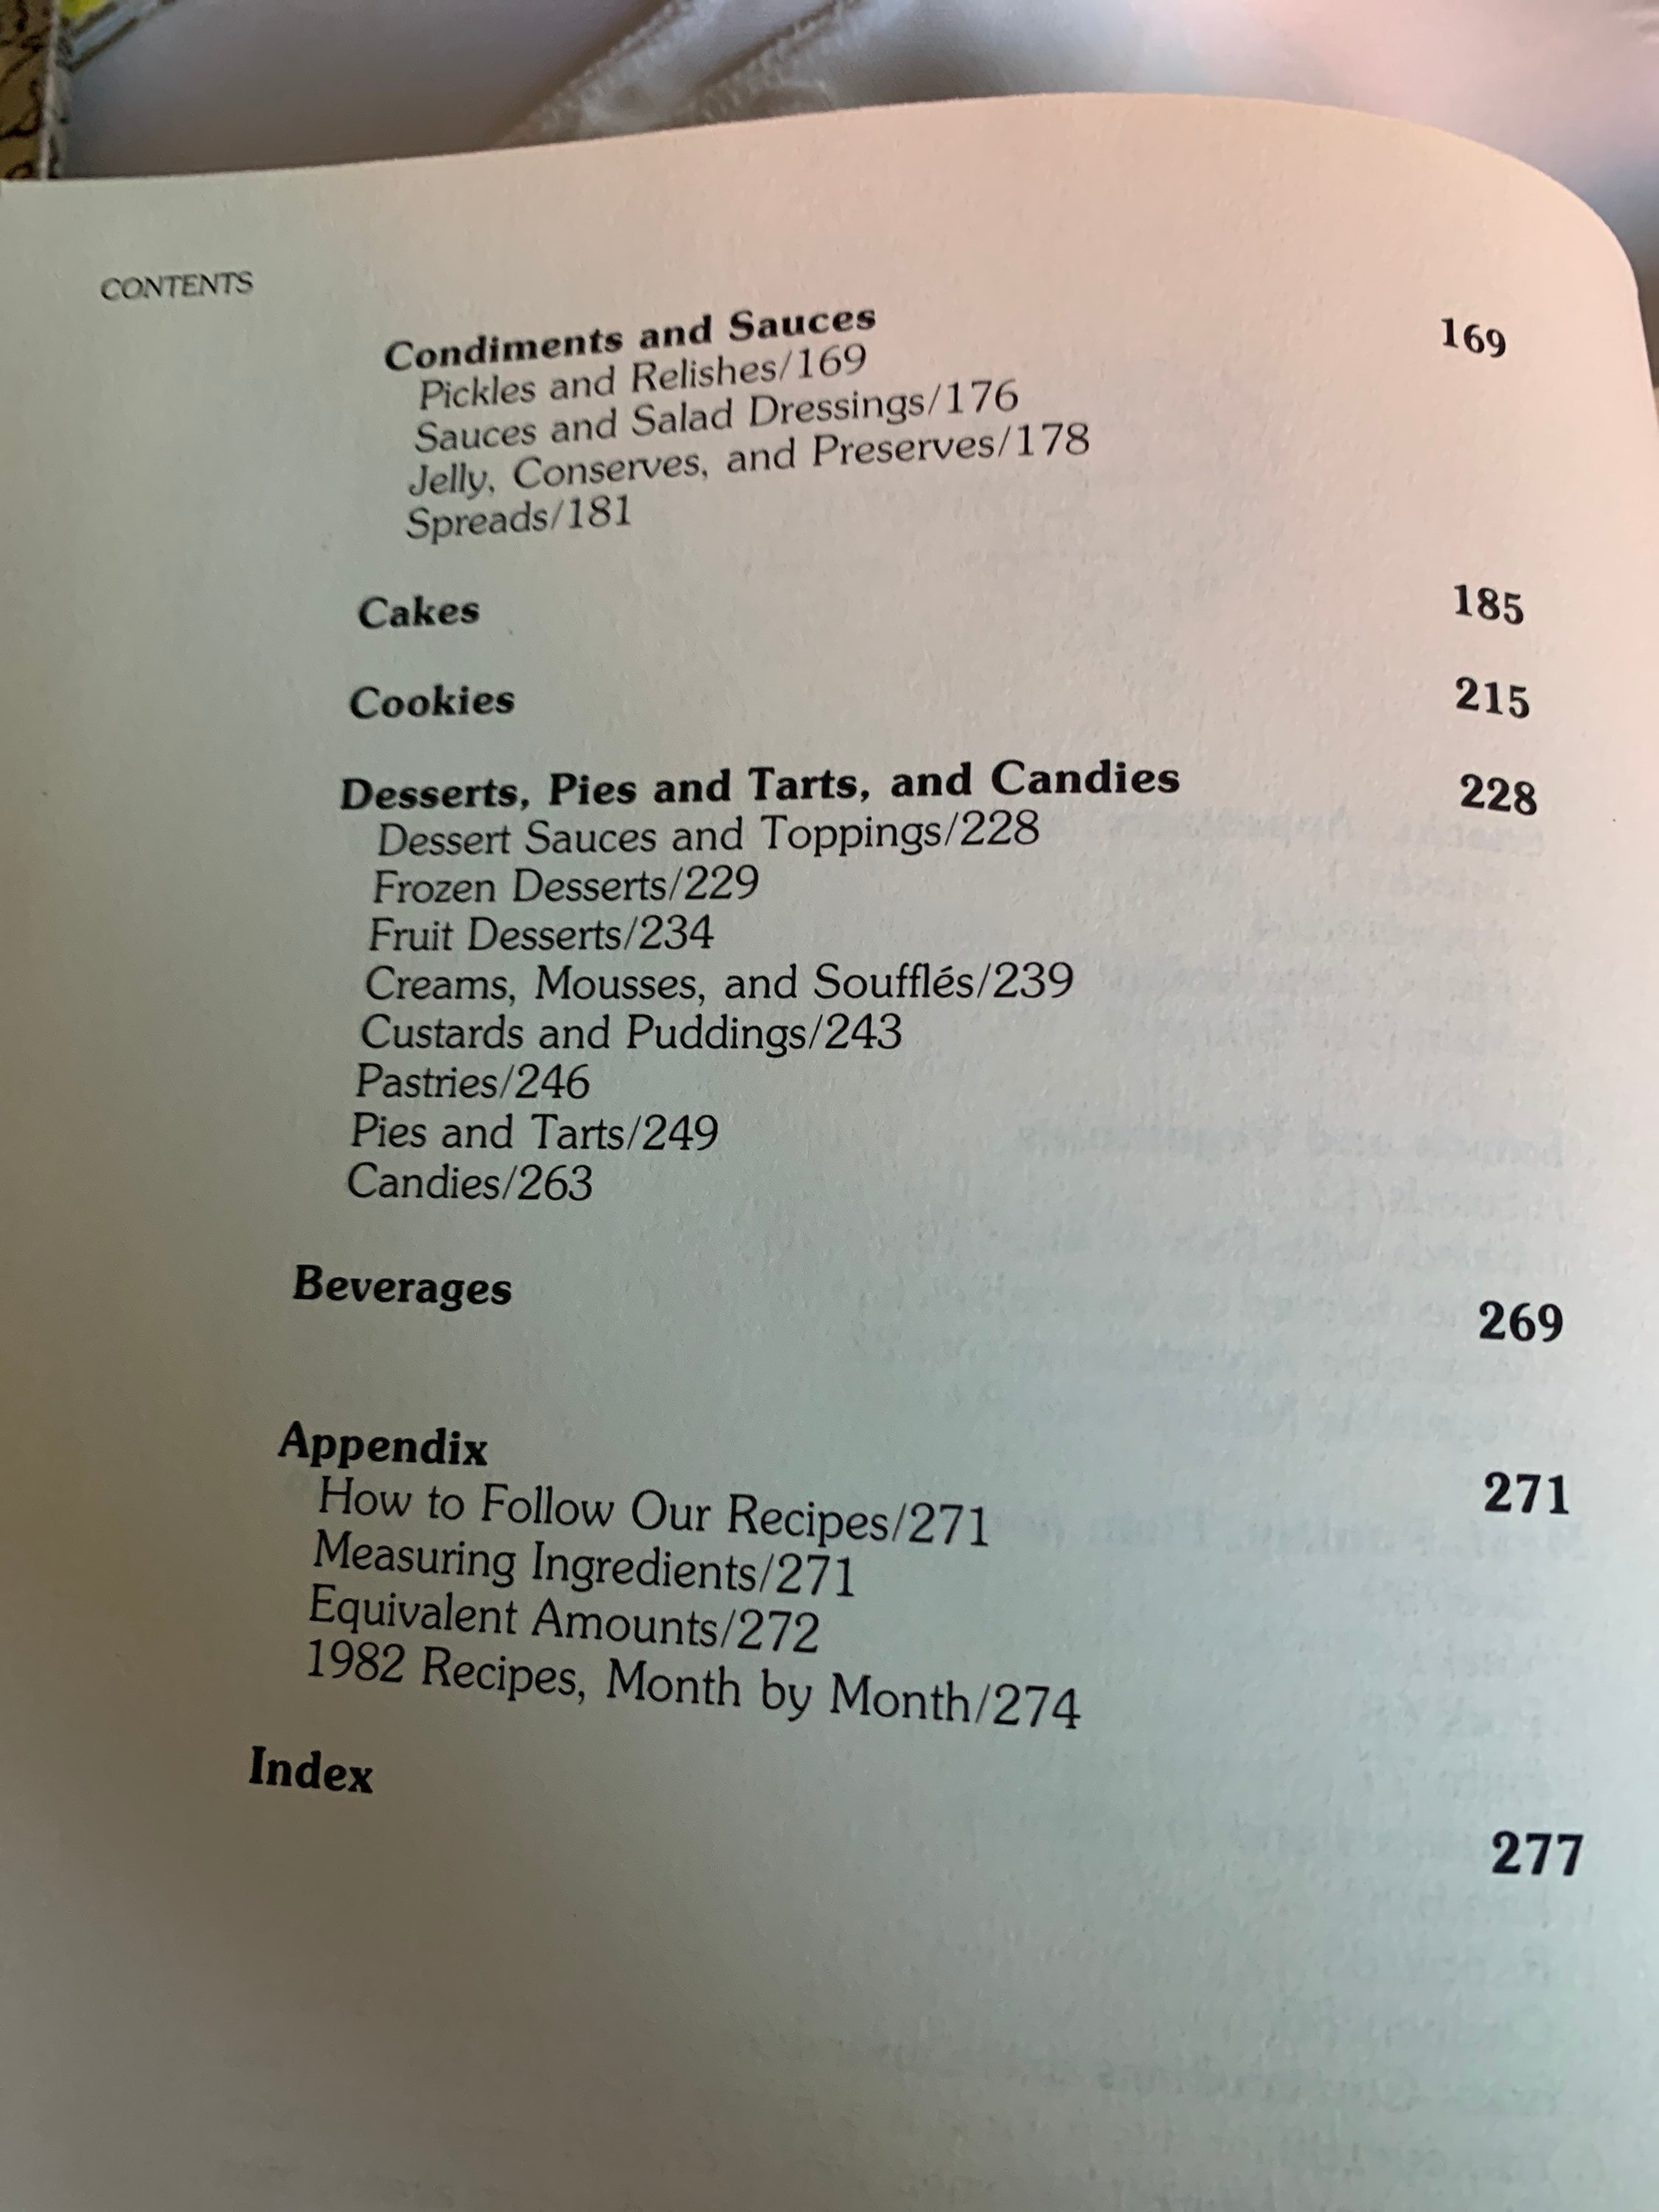 CONTENTS
Condiments and Sauces 169
Pickles and Relishes/169
Sauces and Salad Dressings/176
Jelly, Conserves, and Preserves/178
Spreads/181
Cakes 185
Cookies 215
Desserts, Pies and Tarts, and Candies 228
Dessert Sauces and Toppings/228
Frozen Desserts/229
Fruit Desserts/234
Creams, Mousses, and Soufflés/239
Custards and Puddings/243
Pastries/246
Pies and Tarts/249
Candies/263
Beverages 269
Appendix 271
How to Follow Our Recipes/271
Measuring Ingredients/271
Equivalent Amounts/272
1982 Recipes, Month by Month/274
Index 277